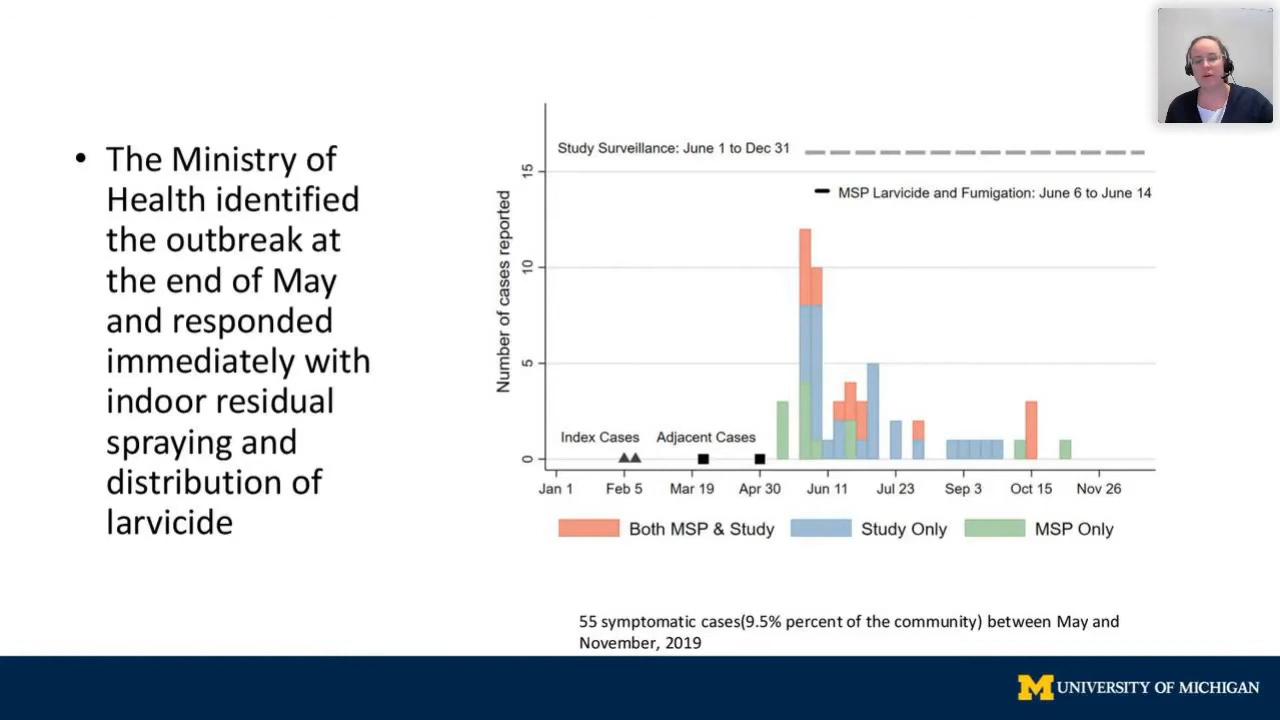 • The Ministry of
Health identified
the outbreak at
the end of May
and responded
immediately with
indoor residual
spraying and
distribution of
larvicide
Number of cases reported
15
10
5
0
Study Surveillance: June 1 to Dec 31
MSP Larvicide and Fumigation: June 6 to June 14
Index Cases Adjacent Cases
Jan 1 Feb 5 Mar 19 Apr 30 Jun 11 Jul 23 Sep 3 Oct 15 Nov 26
Both MSP & Study Study Only MSP Only
55 symptomatic cases(9.5% percent of the community) between May and
November, 2019
M UNIVERSITY OF MICHIGAN